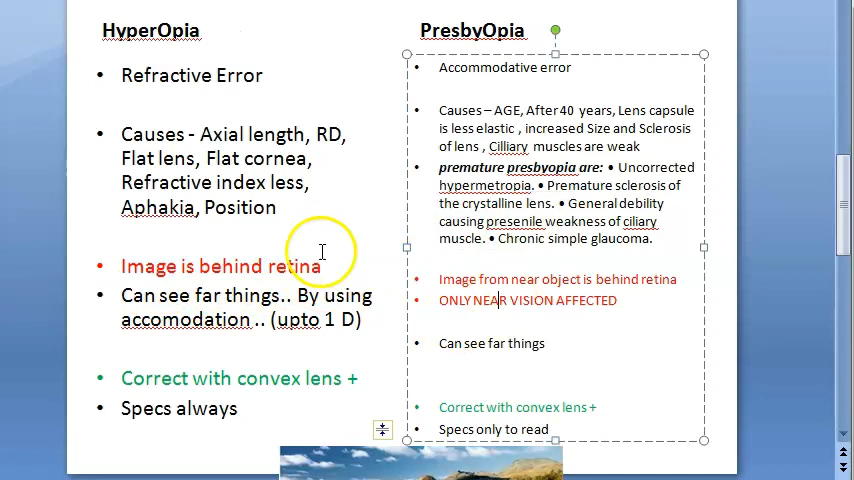 HyperOpia
• Refractive Error
• Causes - Axial length, RD,
Flat lens, Flat cornea,
Refractive index less,
Aphakia, Position
• Image is behind retina
• Can see far things.. By using
accomodation .. (upto 1 D)
• Correct with convex lens +
• Specs always
PresbyOpia
• Accommodative error
• Causes – AGE, After 40 years, Lens capsule
is less elastic , increased Size and Sclerosis
of lens , Cilliary muscles are weak
• premature presbyopia are: • Uncorrected
hypermetropia. • Premature sclerosis of
the crystalline lens. • General debility
causing presenile weakness of ciliary
muscle. • Chronic simple glaucoma.
• Image from near object is behind retina
• ONLY NEAR VISION AFFECTED
• Can see far things
• Correct with convex lens +
• Specs only to read